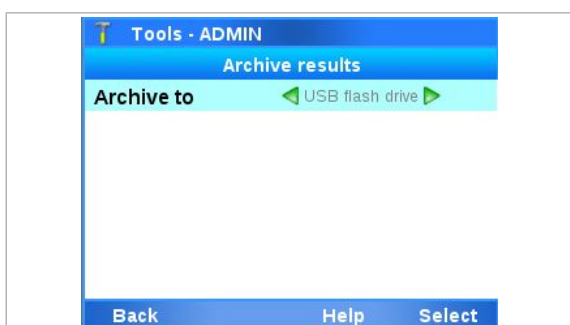 Tools - ADMIN
Archive results
Archive to USB flash drive
Back Help Select